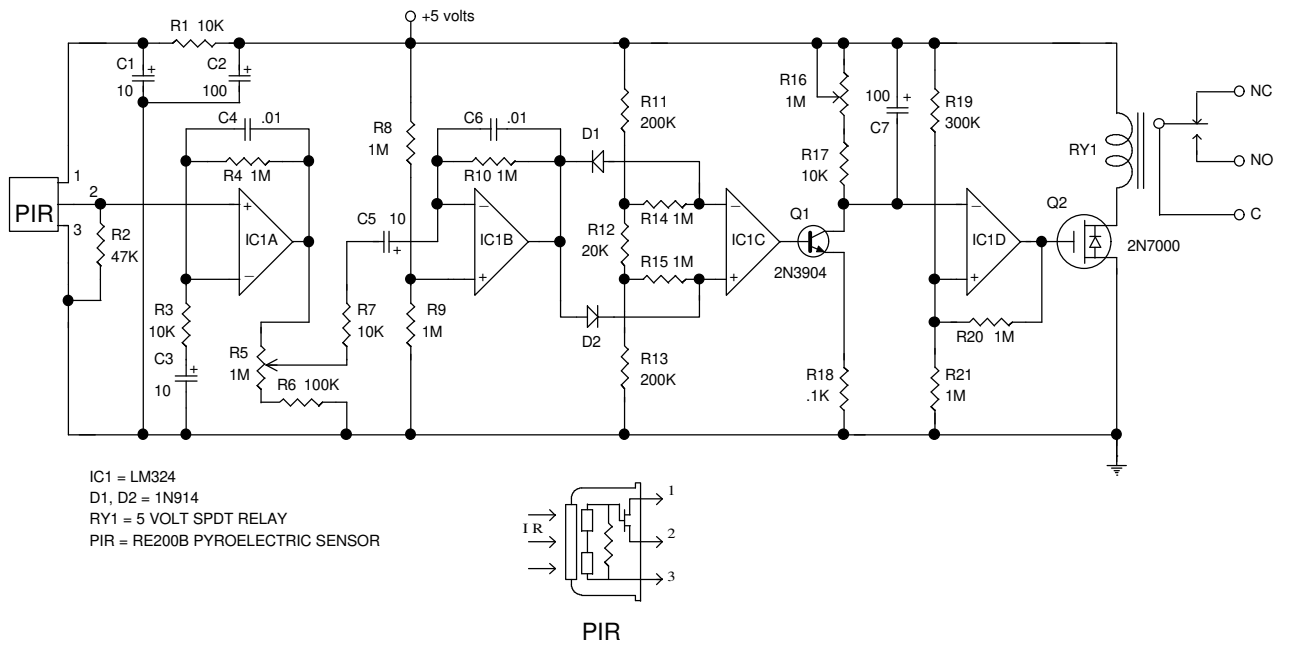 +5 volts
R1 10K
C1
10
C2
100
+
+
C4 .01
R4 1M
PIR
1
2
3
R2
47K
+
−
IC1A
R3
10K
C3
10
+
R5
1M
R6 100K
R7
10K
C5 10
+
R8
1M
R9
1M
C6 .01
R10 1M
−
+
IC1B
D1
D2
R11
200K
R12
20K
R13
200K
R14 1M
R15 1M
−
+
IC1C
Q1
2N3904
R16
1M
R17
10K
R18
.1K
100
+
C7
R19
300K
−
+
IC1D
R20 1M
R21
1M
Q2
2N7000
RY1
NC
NO
C
IC1 = LM324
D1, D2 = 1N914
RY1 = 5 VOLT SPDT RELAY
PIR = RE200B PYROELECTRIC SENSOR
IR
1
2
3
PIR